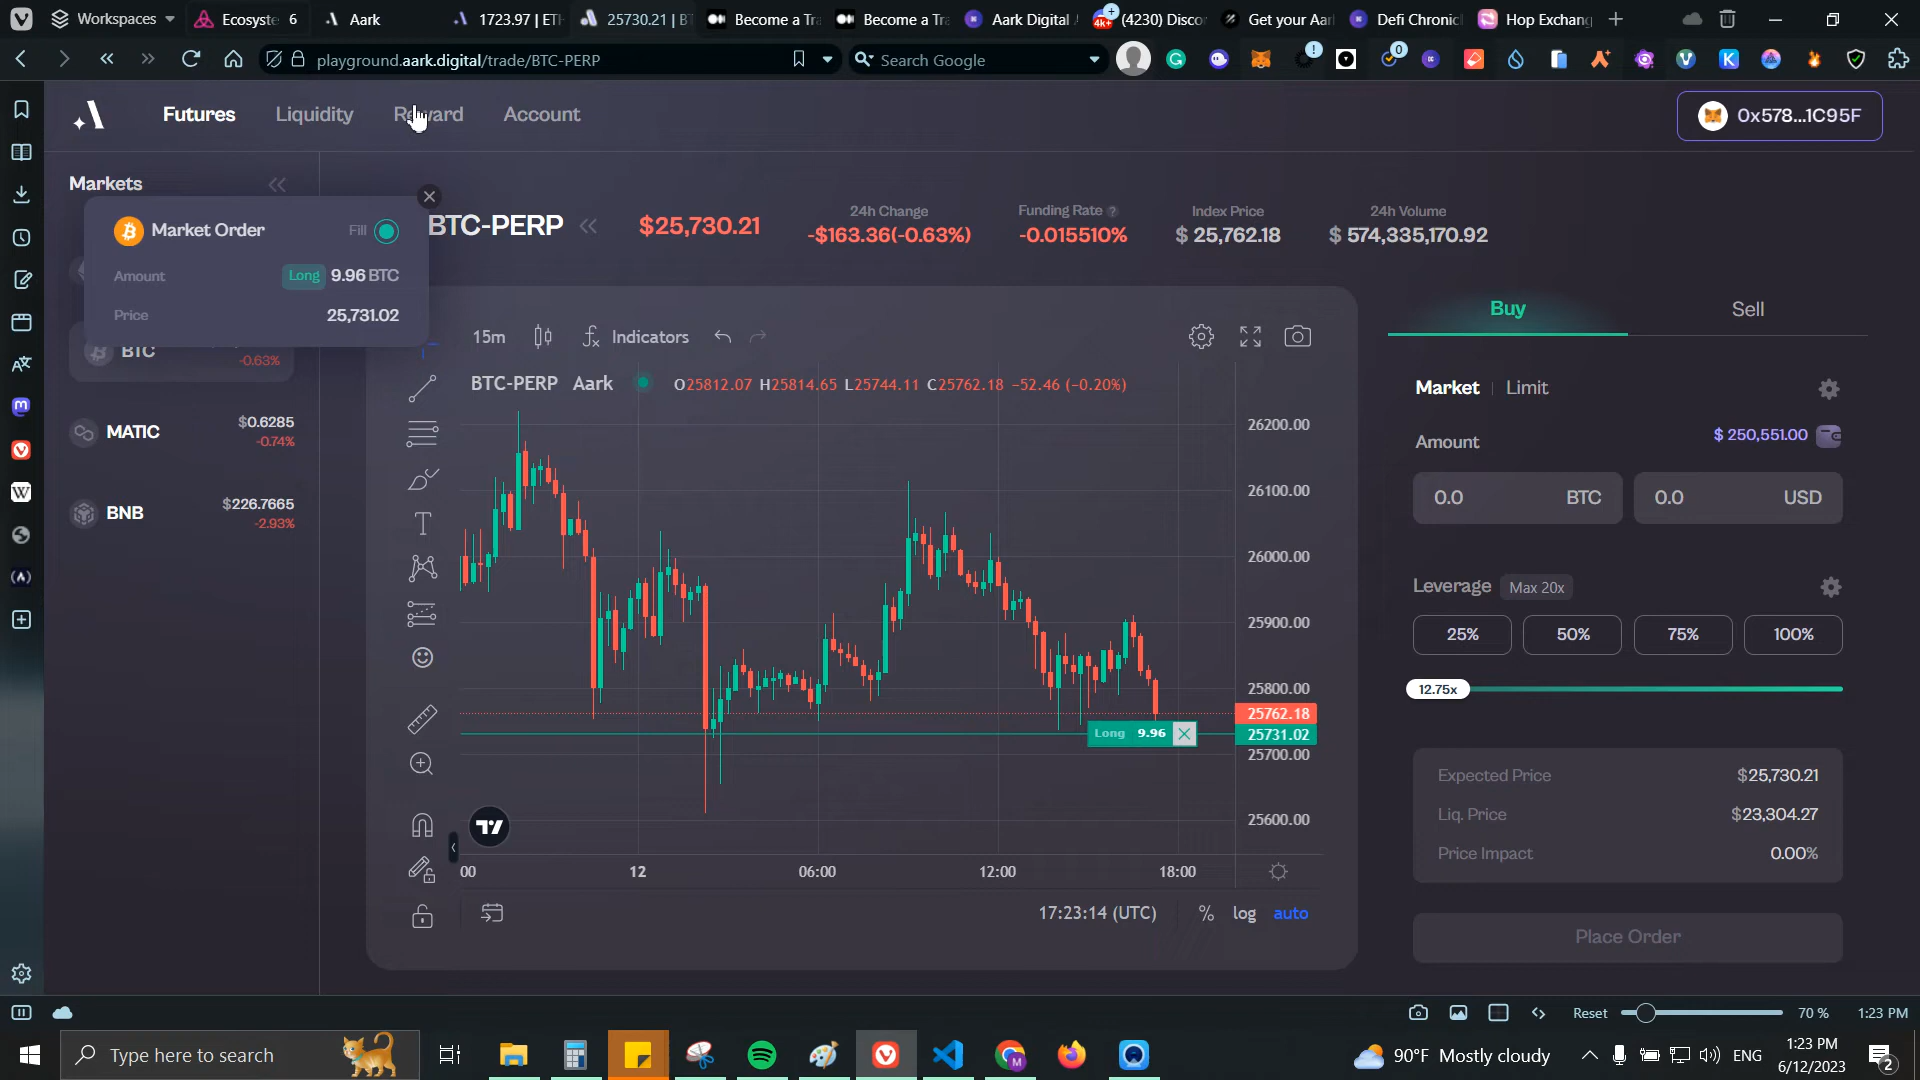 Workspaces
Ecosyste 6
Aark
1723.97 | ETH
25730.21 | B
Become a Tra
Become a Tra
Aark Digital
(4230) Disco
4k+
Get your Aar
Defi Chronic
Hop Exchan
playground.aark.digital/trade/BTC-PERP
Search Google
0
Futures
Liquidity
Reward
Account
0x578...1C95F
Markets
Market Order
Fill
Amount
Long 9.96 BTC
Price
25,731.02
BTC
-0.63%
MATIC
$0.6285
-0.74%
BNB
$226.7665
-2.93%
BTC-PERP
$25,730.21
24h Change
-$163.36(-0.63%)
Funding Rate ?
-0.015510%
Index Price
$ 25,762.18
24h Volume
$ 574,335,170.92
15m
Indicators
BTC-PERP Aark
O25812.07 H25814.65 L25744.11 C25762.18 −52.46 (−0.20%)
26200.00
26100.00
26000.00
25900.00
25800.00
25762.18
25731.02
25700.00
25600.00
Long 9.96
00
12
06:00
12:00
18:00
17:23:14 (UTC)
%
log
auto
Buy
Sell
Market | Limit
Amount
$ 250,551.00
0.0 BTC
0.0 USD
Leverage Max 20x
25%
50%
75%
100%
12.75x
Expected Price
$25,730.21
Liq. Price
$23,304.27
Price Impact
0.00%
Place Order
Reset
70 %
1:23 PM
Type here to search
90°F Mostly cloudy
ENG
1:23 PM
6/12/2023
2